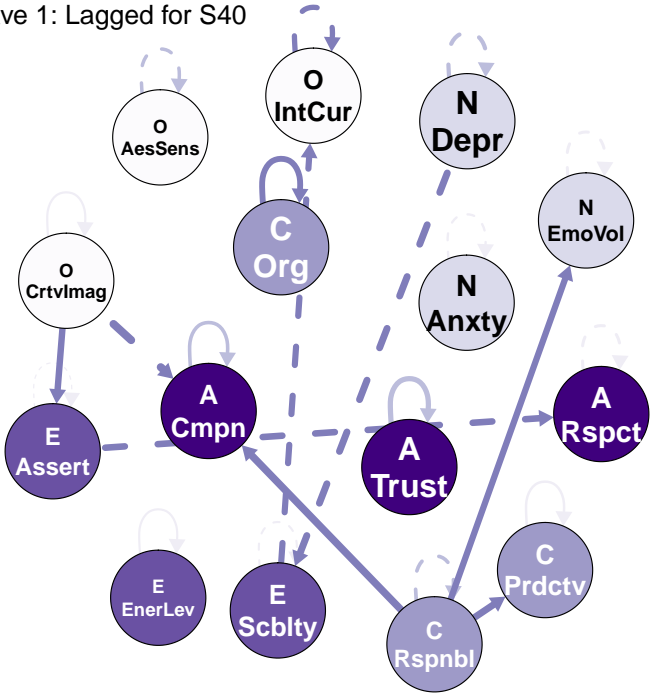 ve 1: Lagged for S40
O
IntCur
O
AesSens
N
Depr
C
Org
N
EmoVol
O
CrtvImag
N
Anxty
A
Cmpn
A
Rspct
E
Assert
A
Trust
E
EnerLev
E
Scblty
C
Prdctv
C
Rspnbl